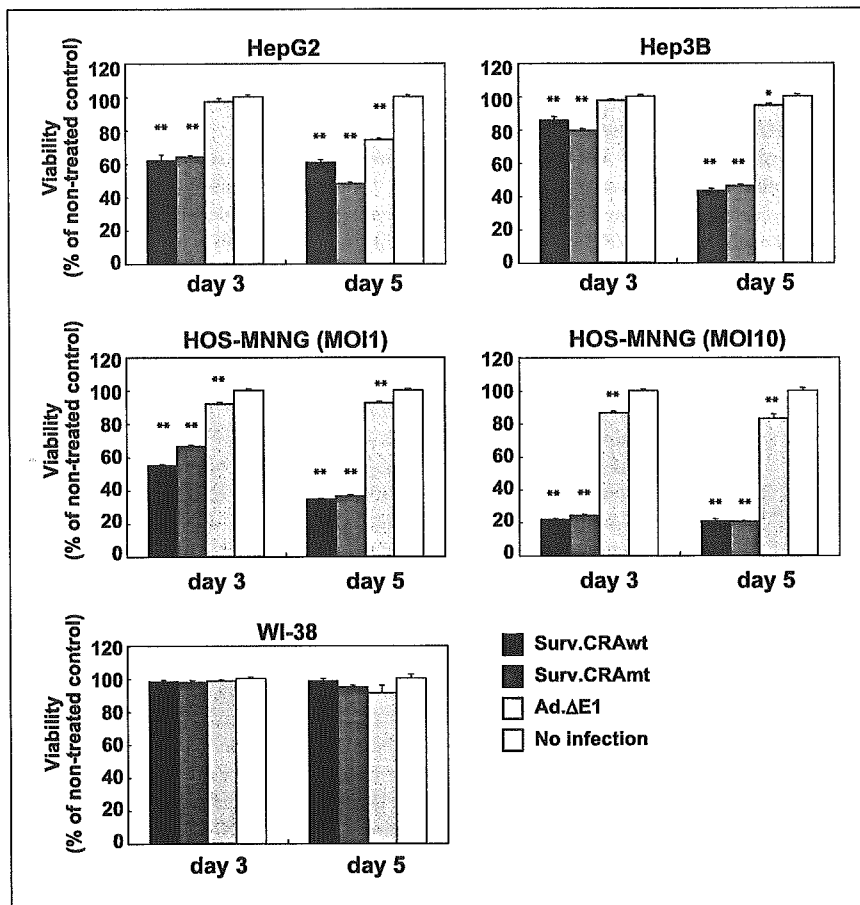 HepG2
Viability
(% of non-treated control)
120
100
80
60
40
20
0
** **
** ** **
day 3 day 5
Hep3B
120
100
80
60
40
20
0
** **
** ** *
day 3 day 5
HOS-MNNG (MOI1)
Viability
(% of non-treated control)
120
100
80
60
40
20
0
** ** **
** ** **
day 3 day 5
HOS-MNNG (MOI10)
120
100
80
60
40
20
0
** ** **
** ** **
day 3 day 5
WI-38
Viability
(% of non-treated control)
120
100
80
60
40
20
0
day 3 day 5
Surv.CRAwt
Surv.CRAmt
Ad.ΔE1
No infection